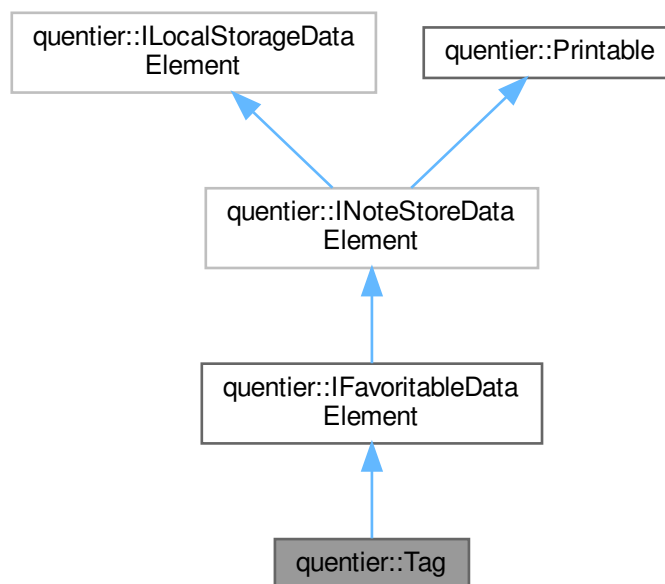 quentier::ILocalStorageData
Element
quentier::Printable
quentier::INoteStoreData
Element
quentier::IFavoritableData
Element
quentier::Tag